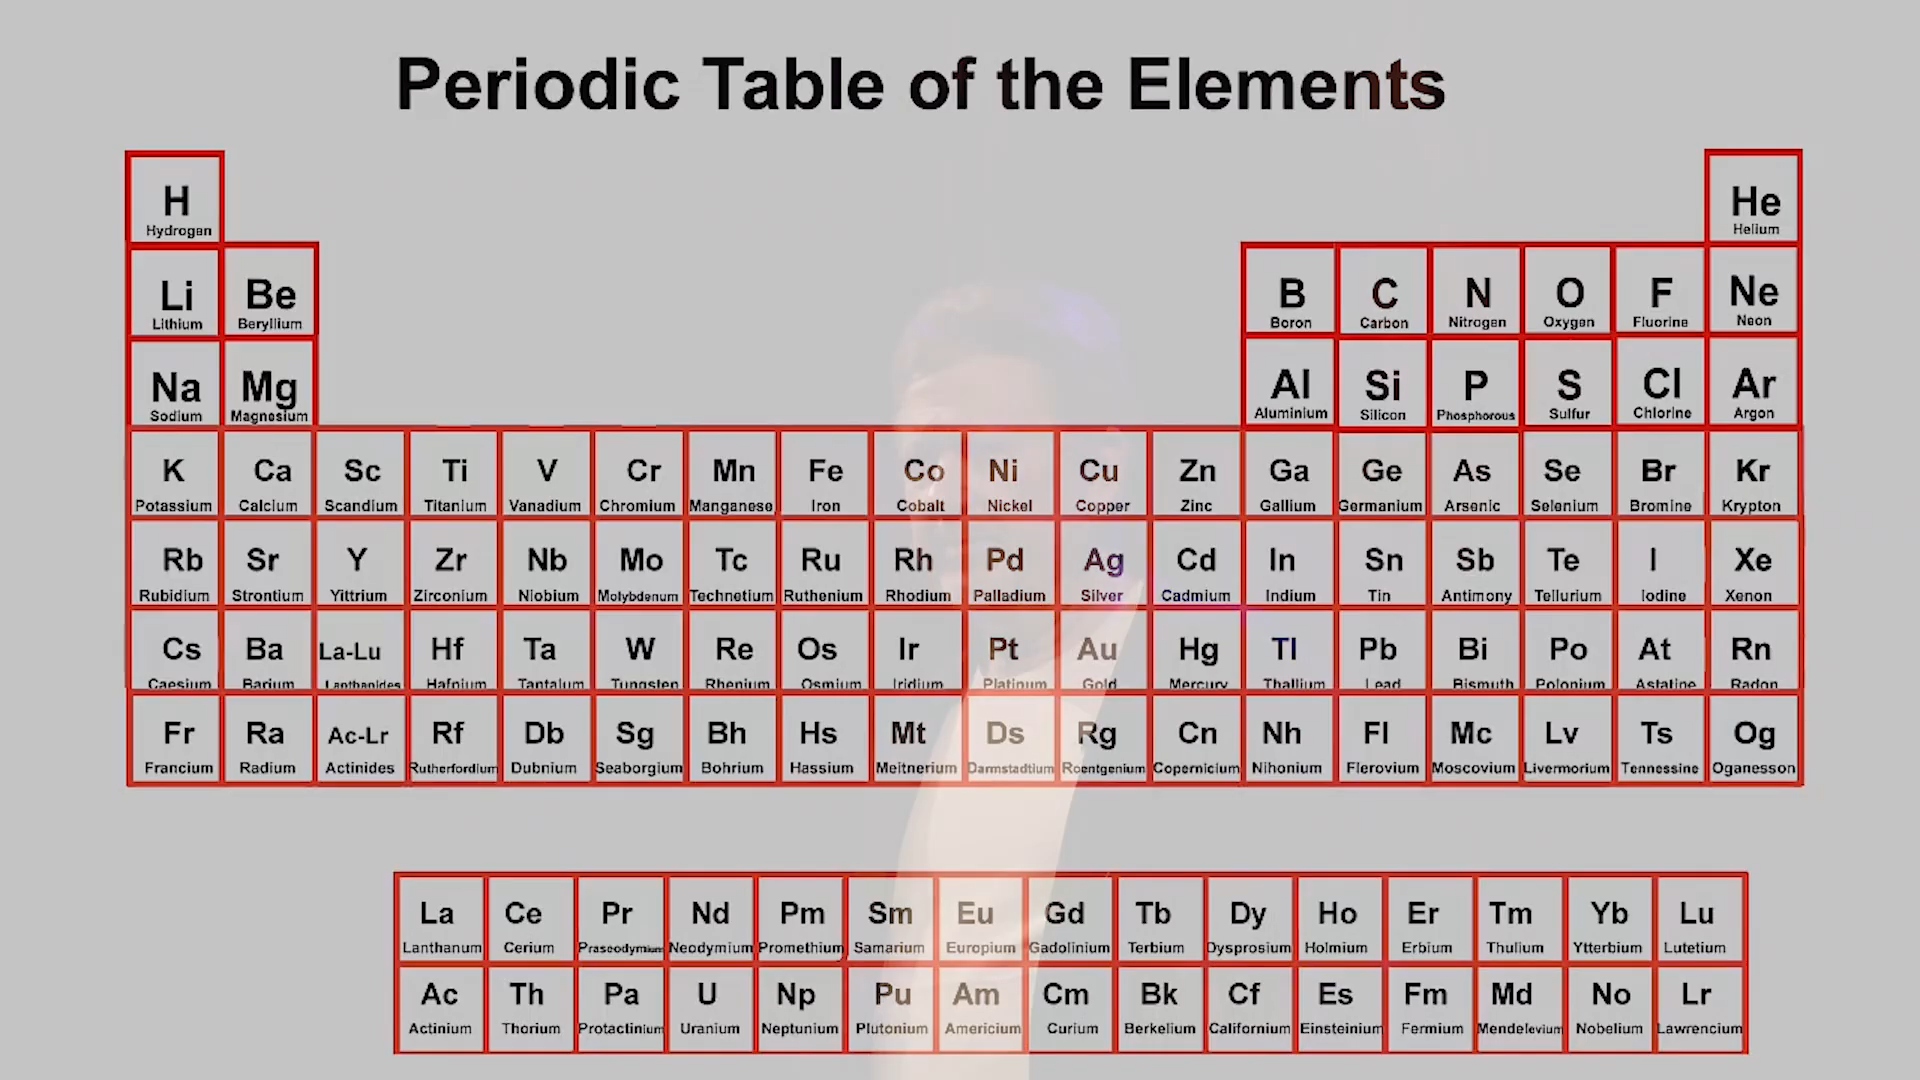 Periodic Table of the Elements
H He
Hydrogen Helium
Li Be B C N O F Ne
Lithium Beryllium Boron Carbon Nitrogen Oxygen Fluorine Neon
Na Mg Al Si P S Cl Ar
Sodium Magnesium Aluminium Silicon Phosphorous Sulfur Chlorine Argon
K Ca Sc Ti V Cr Mn Fe Co Ni Cu Zn Ga Ge As Se Br Kr
Potassium Calcium Scandium Titanium Vanadium Chromium Manganese Iron Cobalt Nickel Copper Zinc Gallium Germanium Arsenic Selenium Bromine Krypton
Rb Sr Y Zr Nb Mo Tc Ru Rh Pd Ag Cd In Sn Sb Te I Xe
Rubidium Strontium Yittrium Zirconium Niobium Molybdenum Technetium Ruthenium Rhodium Palladium Silver Cadmium Indium Tin Antimony Tellurium Iodine Xenon
Cs Ba La-Lu Hf Ta W Re Os Ir Pt Au Hg Tl Pb Bi Po At Rn
Caesium Barium Lanthanides Hafnium Tantalum Tungsten Rhenium Osmium Iridium Platinum Gold Mercury Thallium Lead Bismuth Polonium Astatine Radon
Fr Ra Ac-Lr Rf Db Sg Bh Hs Mt Ds Rg Cn Nh Fl Mc Lv Ts Og
Francium Radium Actinides Rutherfordium Dubnium Seaborgium Bohrium Hassium Meitnerium Darmstadtium Roentgenium Copernicium Nihonium Flerovium Moscovium Livermorium Tennessine Oganesson
La Ce Pr Nd Pm Sm Eu Gd Tb Dy Ho Er Tm Yb Lu
Lanthanum Cerium Praseodymium Neodymium Promethium Samarium Europium Gadolinium Terbium Dysprosium Holmium Erbium Thulium Ytterbium Lutetium
Ac Th Pa U Np Pu Am Cm Bk Cf Es Fm Md No Lr
Actinium Thorium Protactinium Uranium Neptunium Plutonium Americium Curium Berkelium Californium Einsteinium Fermium Mendelevium Nobelium Lawrencium